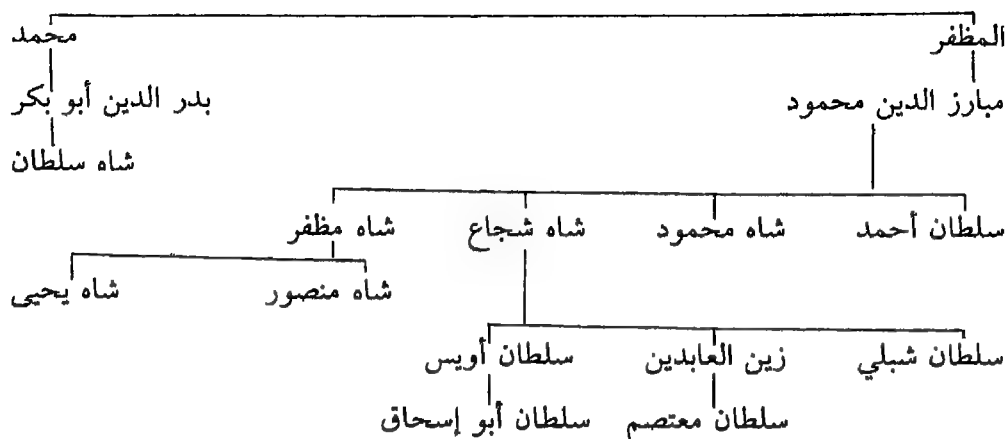 المظفر محمد
مبارز الدين محمود بدر الدين أبو بكر
شاه سلطان
سلطان أحمد شاه محمود شاه شجاع شاه مظفر
شاه منصور شاه يحيى
سلطان شبلي زين العابدين سلطان أويس
سلطان معتصم سلطان أبو إسحاق